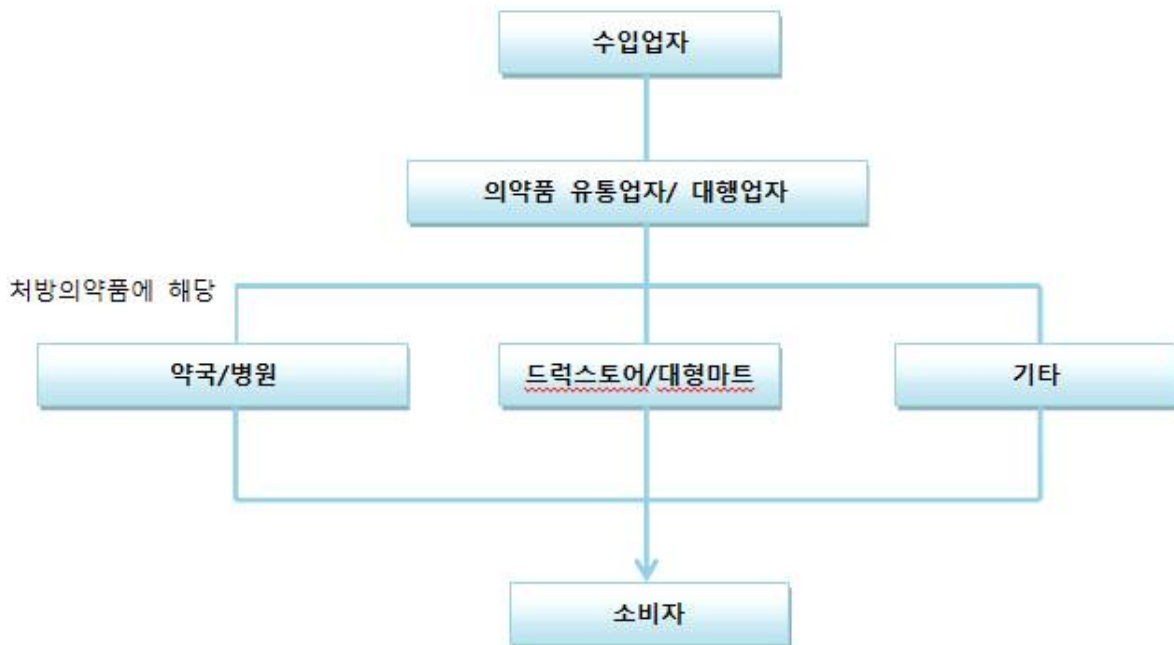 수입업자
의약품 유통업자/ 대행업자
처방의약품에 해당
약국/병원
드럭스토어/대형마트
기타
소비자